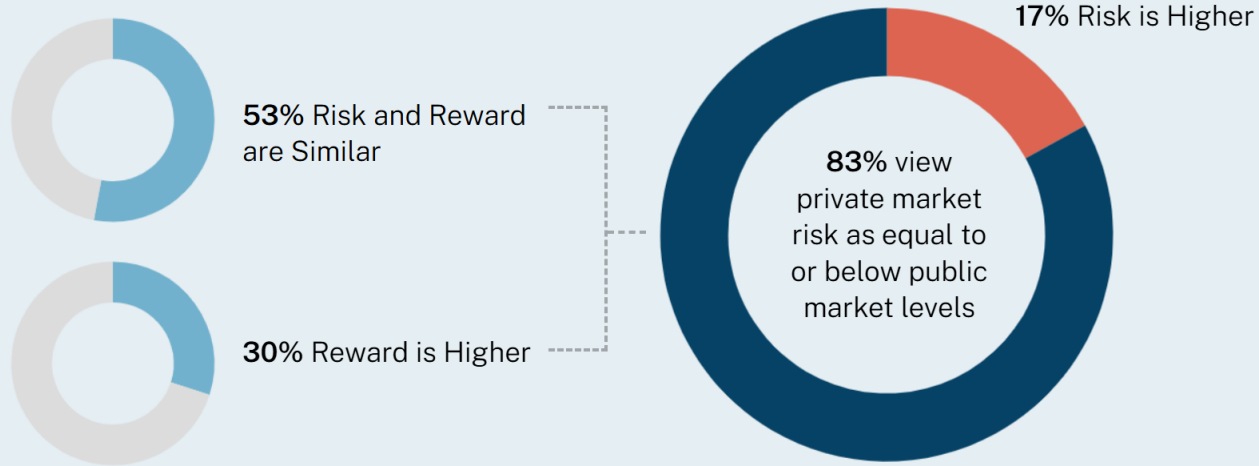 17% Risk is Higher
53% Risk and Reward
are Similar
83% view
private market
risk as equal to
or below public
market levels
30% Reward is Higher